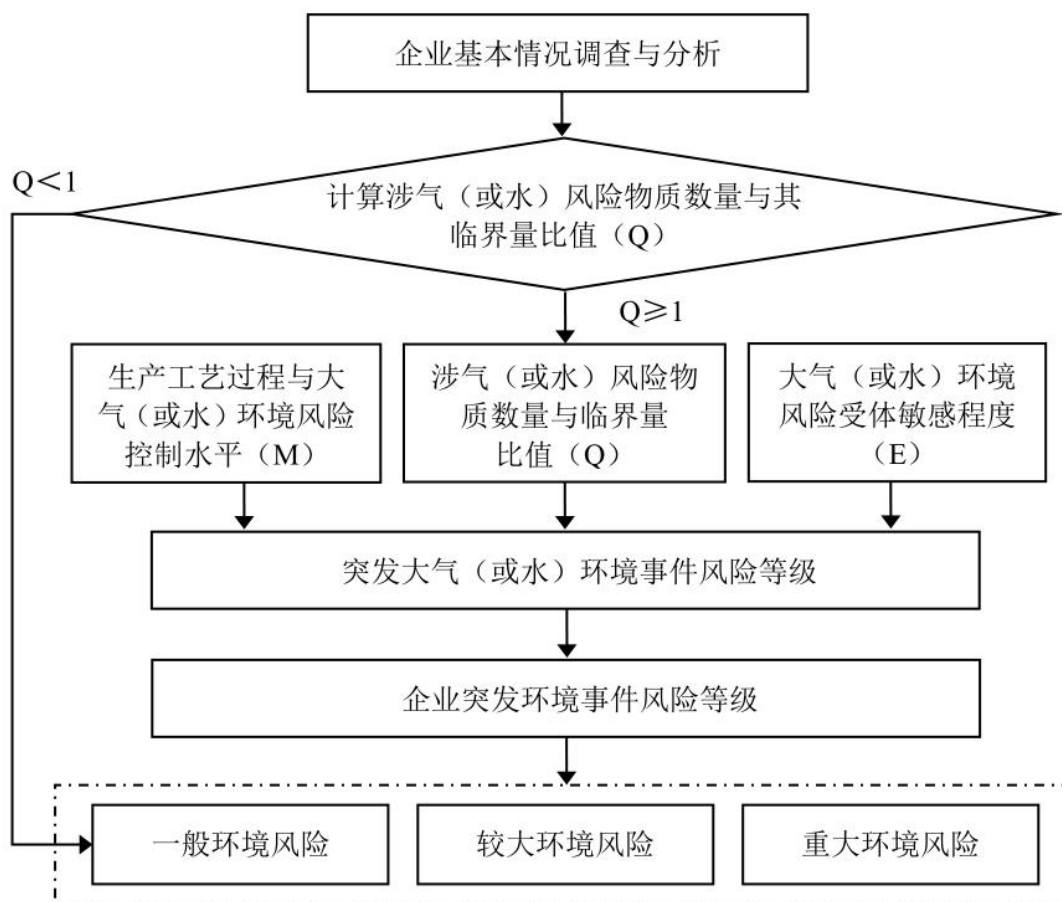 企业基本情况调查与分析
Q＜1
计算涉气（或水）风险物质数量与其
临界量比值（Q）
Q≥1
生产工艺过程与大
气（或水）环境风险
控制水平（M）
涉气（或水）风险物
质数量与临界量
比值（Q）
大气（或水）环境
风险受体敏感程度
（E）
突发大气（或水）环境事件风险等级
企业突发环境事件风险等级
一般环境风险
较大环境风险
重大环境风险